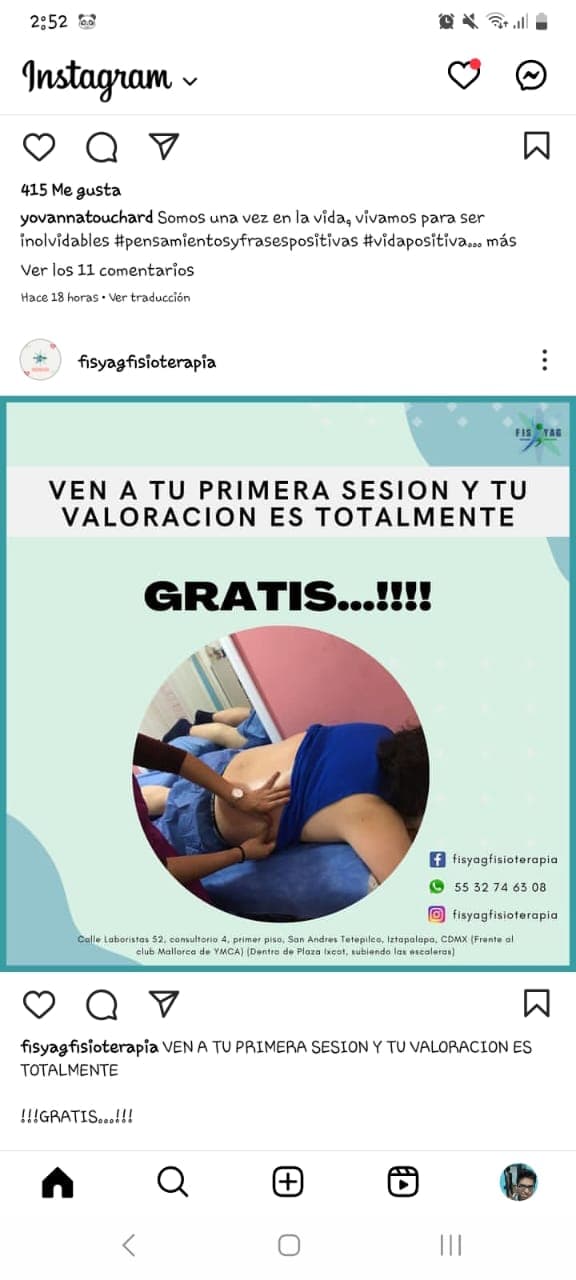 2:52
Instagram
415 Me gusta
yovannatouchard Somos una vez en la vida, vivamos para ser
inolvidables #pensamientosyfrasespositivas #vidapositiva... más
Ver los 11 comentarios
Hace 18 horas • Ver traducción
fisyagfisioterapia
FIS YAG
VEN A TU PRIMERA SESION Y TU
VALORACION ES TOTALMENTE
GRATIS...!!!!
fisyagfisioterapia
55 32 74 63 08
fisyagfisioterapia
Calle Laboristas 52, consultorio 4, primer piso, San Andres Tetepilco, Iztapalapa, CDMX (Frente al
club Mallorca de YMCA) (Dentro de Plaza Ixcot, subiendo las escaleras)
fisyagfisioterapia VEN A TU PRIMERA SESION Y TU VALORACION ES
TOTALMENTE
!!!GRATIS...!!!